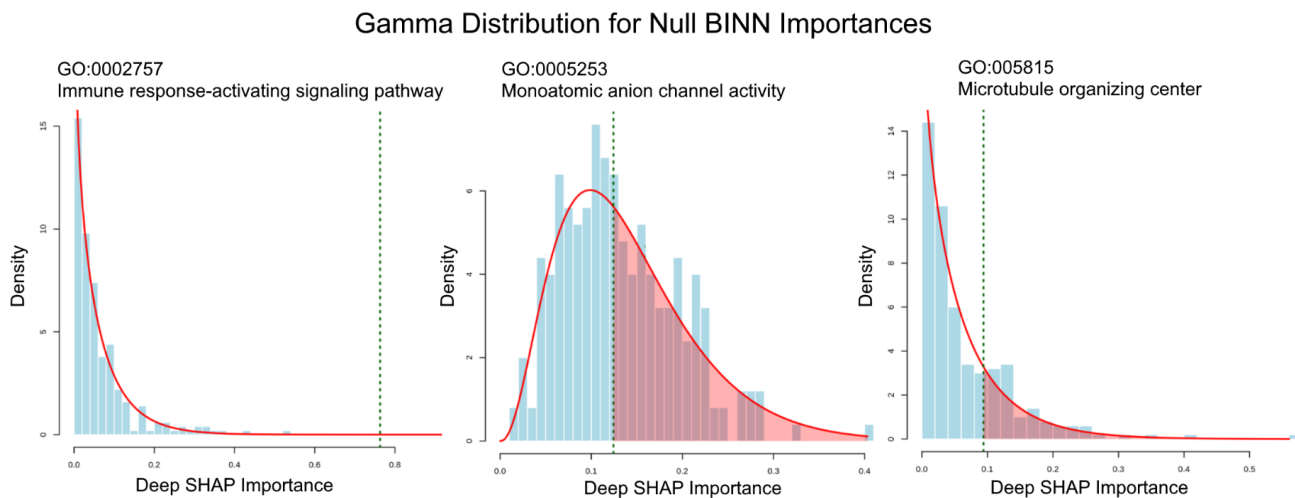 Gamma Distribution for Null BINN Importances
GO:0002757
Immune response-activating signaling pathway
Density
15
10
5
0
0.0 0.2 0.4 0.6 0.8
Deep SHAP Importance
GO:0005253
Monoatomic anion channel activity
Density
6
4
2
0
0.0 0.1 0.2 0.3 0.4
Deep SHAP Importance
GO:005815
Microtubule organizing center
Density
14
12
10
8
6
4
2
0
0.0 0.1 0.2 0.3 0.4 0.5
Deep SHAP Importance